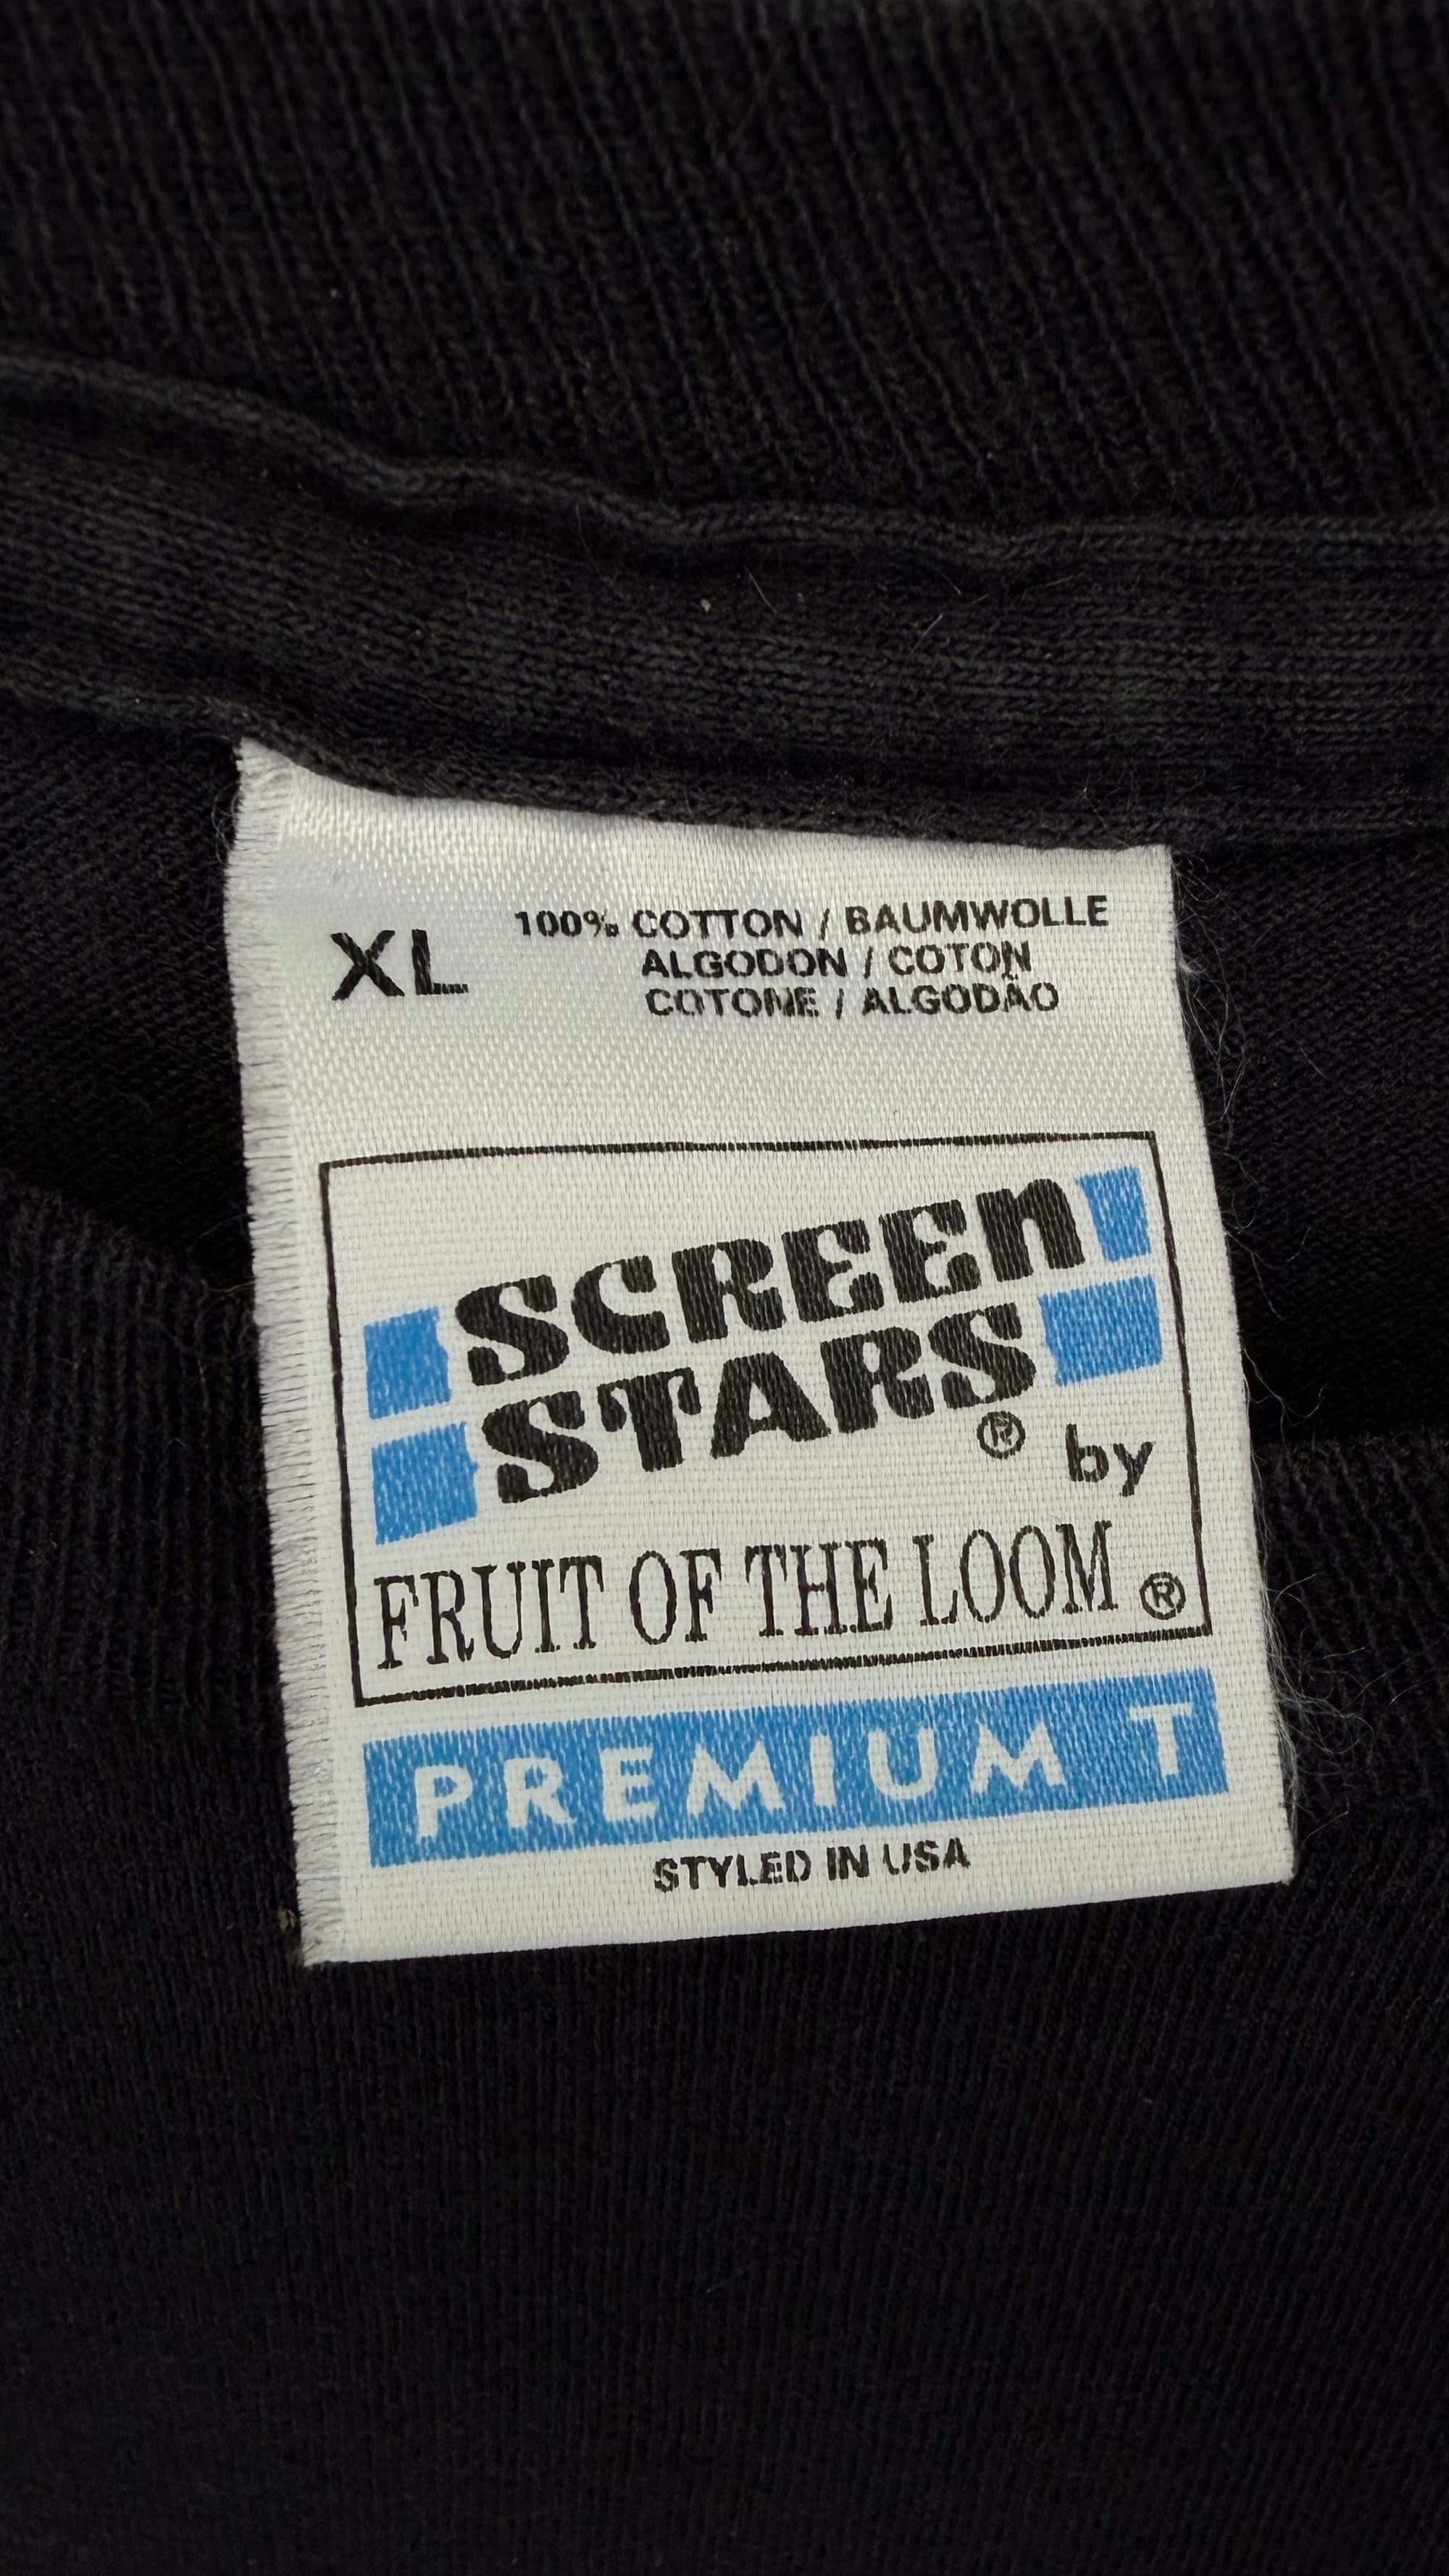 XL
100% COTTON / BAUMWOLLE
ALGODON / COTON
COTONE / ALGODÃO
SCREEN
STARS® by
FRUIT OF THE LOOM®
PREMIUM T
STYLED IN USA